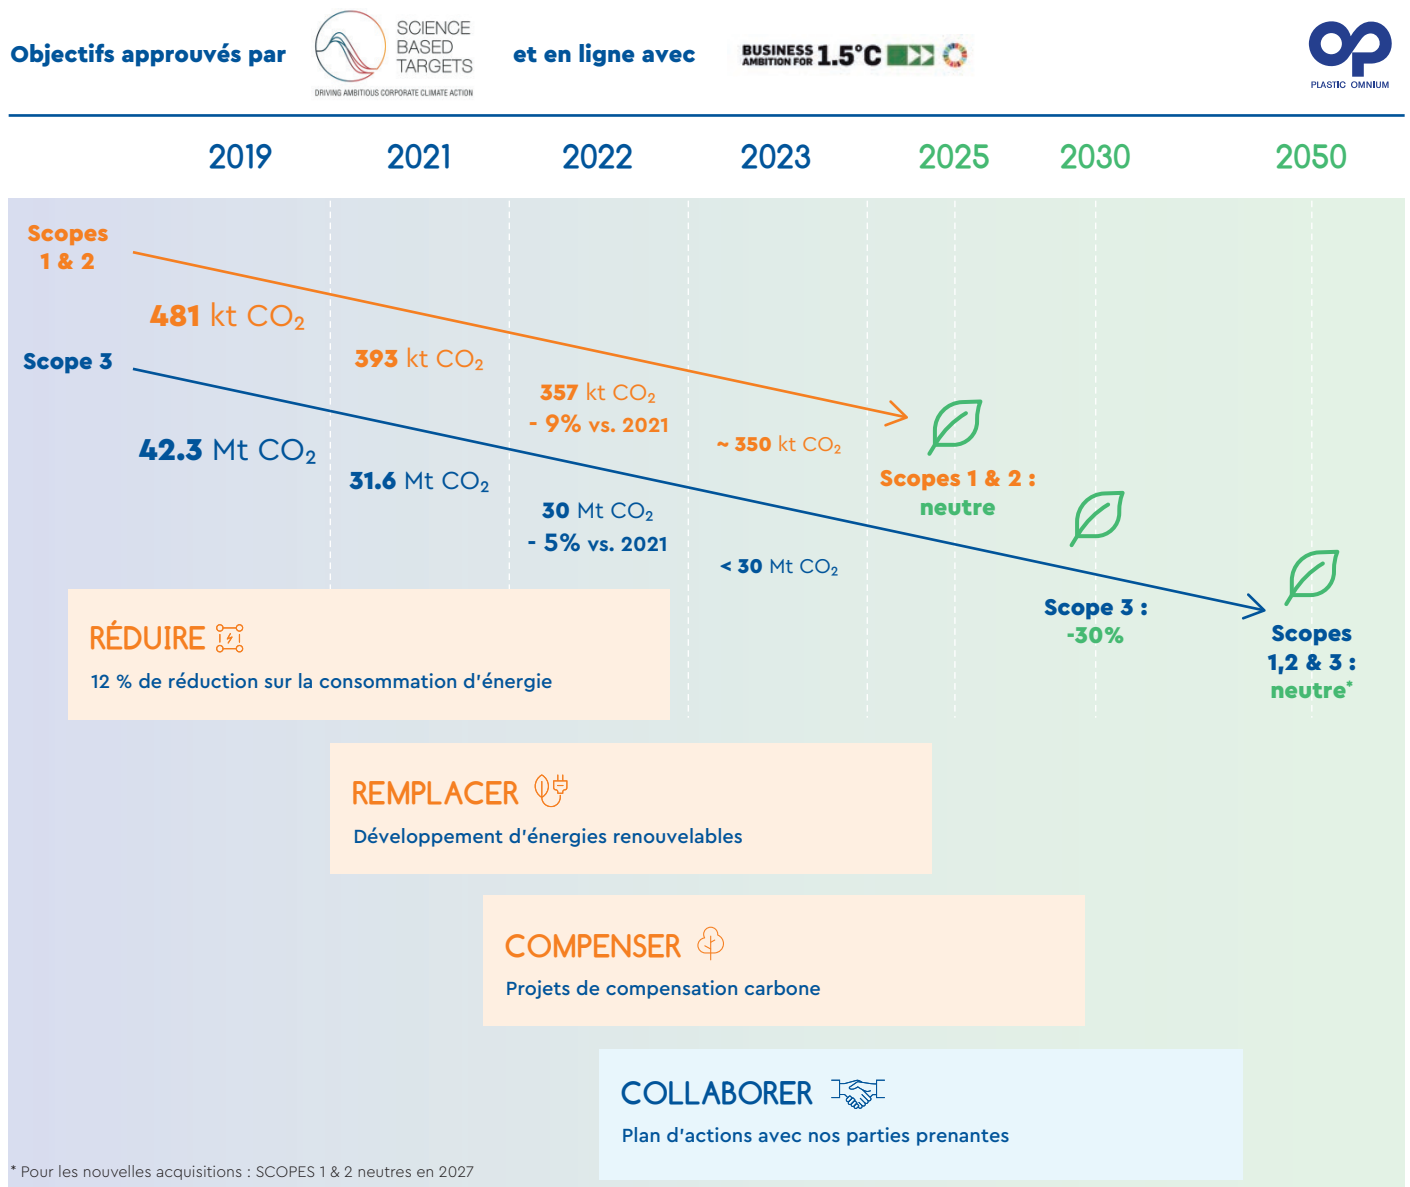 Objectifs approuvés par
SCIENCE
BASED
TARGETS
DRIVING AMBITIOUS CORPORATE CLIMATE ACTION
et en ligne avec
BUSINESS
AMBITION FOR 1.5°C
PLASTIC OMNIUM
2019 2021 2022 2023 2025 2030 2050
Scopes
1 & 2
481 kt CO₂
393 kt CO₂
357 kt CO₂
- 9% vs. 2021
~ 350 kt CO₂
Scopes 1 & 2 :
neutre
Scope 3
42.3 Mt CO₂
31.6 Mt CO₂
30 Mt CO₂
- 5% vs. 2021
< 30 Mt CO₂
Scope 3 :
-30%
Scopes
1,2 & 3 :
neutre*
RÉDUIRE
12 % de réduction sur la consommation d'énergie
REMPLACER
Développement d'énergies renouvelables
COMPENSER
Projets de compensation carbone
COLLABORER
Plan d'actions avec nos parties prenantes
* Pour les nouvelles acquisitions : SCOPES 1 & 2 neutres en 2027